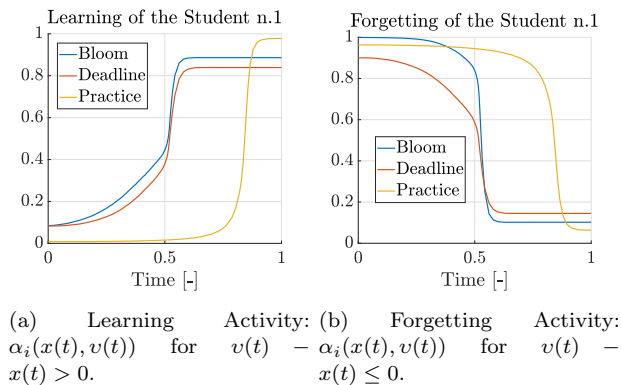 Learning of the Student n.1
1
0.8
0.6
0.4
0.2
0
Bloom
Deadline
Practice
0
0.5
1
Time [-]
Forgetting of the Student n.1
1
0.8
0.6
0.4
0.2
0
Bloom
Deadline
Practice
0
0.5
1
Time [-]
(a) Learning Activity:
α_i(x(t), υ(t)) for υ(t) −
x(t) > 0.
(b) Forgetting Activity:
α_i(x(t), υ(t)) for υ(t) −
x(t) ≤ 0.